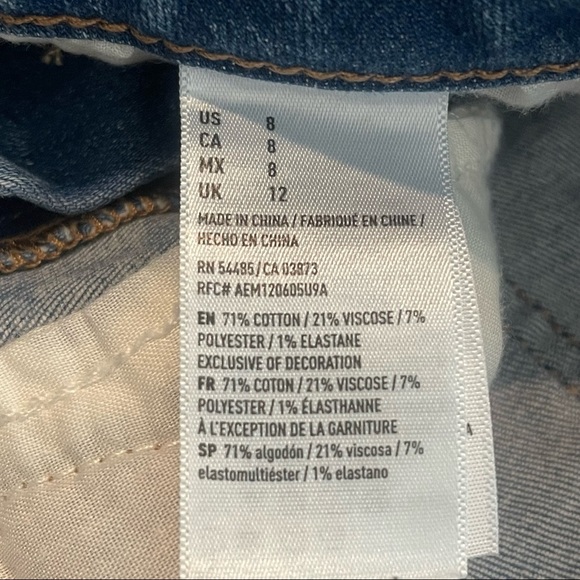 US 8
CA 8
MX 8
UK 12
MADE IN CHINA / FABRIQUÉ EN CHINE /
HECHO EN CHINA
RN 54485/CA 03873
RFC# AEM120605U9A
EN 71% COTTON / 21% VISCOSE / 7%
POLYESTER / 1% ELASTANE
EXCLUSIVE OF DECORATION
FR 71% COTON / 21% VISCOSE / 7%
POLYESTER / 1% ÉLASTHANNE
À L'EXCEPTION DE LA GARNITURE
SP 71% algodón / 21% viscosa / 7%
elastomultiéster / 1% elastano